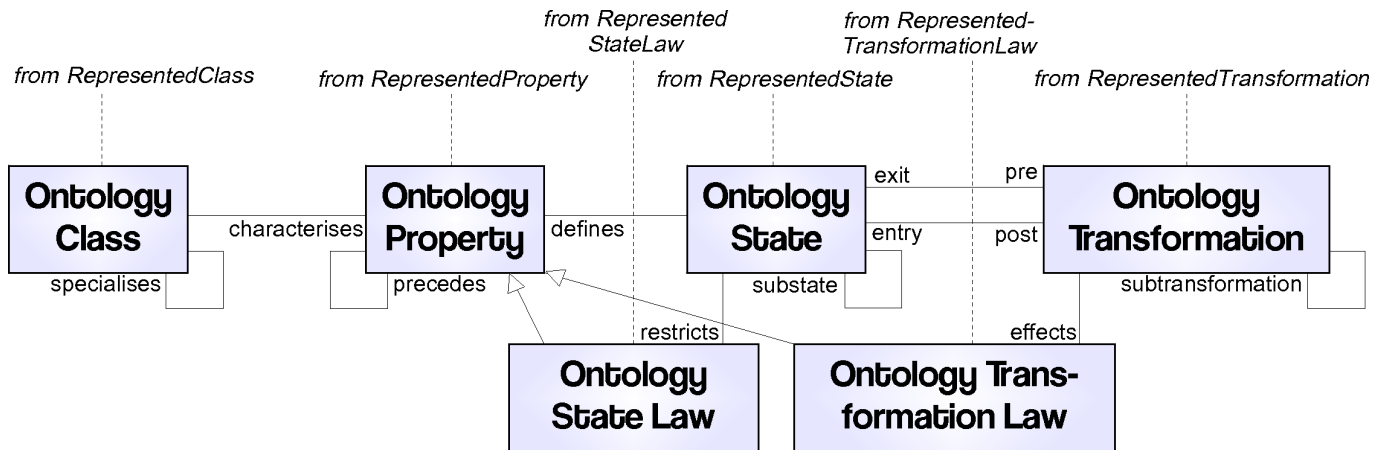 from Represented
StateLaw
from Represented-
TransformationLaw
from RepresentedClass
from RepresentedProperty
from RepresentedState
from RepresentedTransformation
Ontology
Class
Ontology
Property
Ontology
State
Ontology
Transformation
characterises
defines
exit
pre
entry
post
specialises
precedes
substate
subtransformation
restricts
effects
Ontology
State Law
Ontology Trans-
formation Law